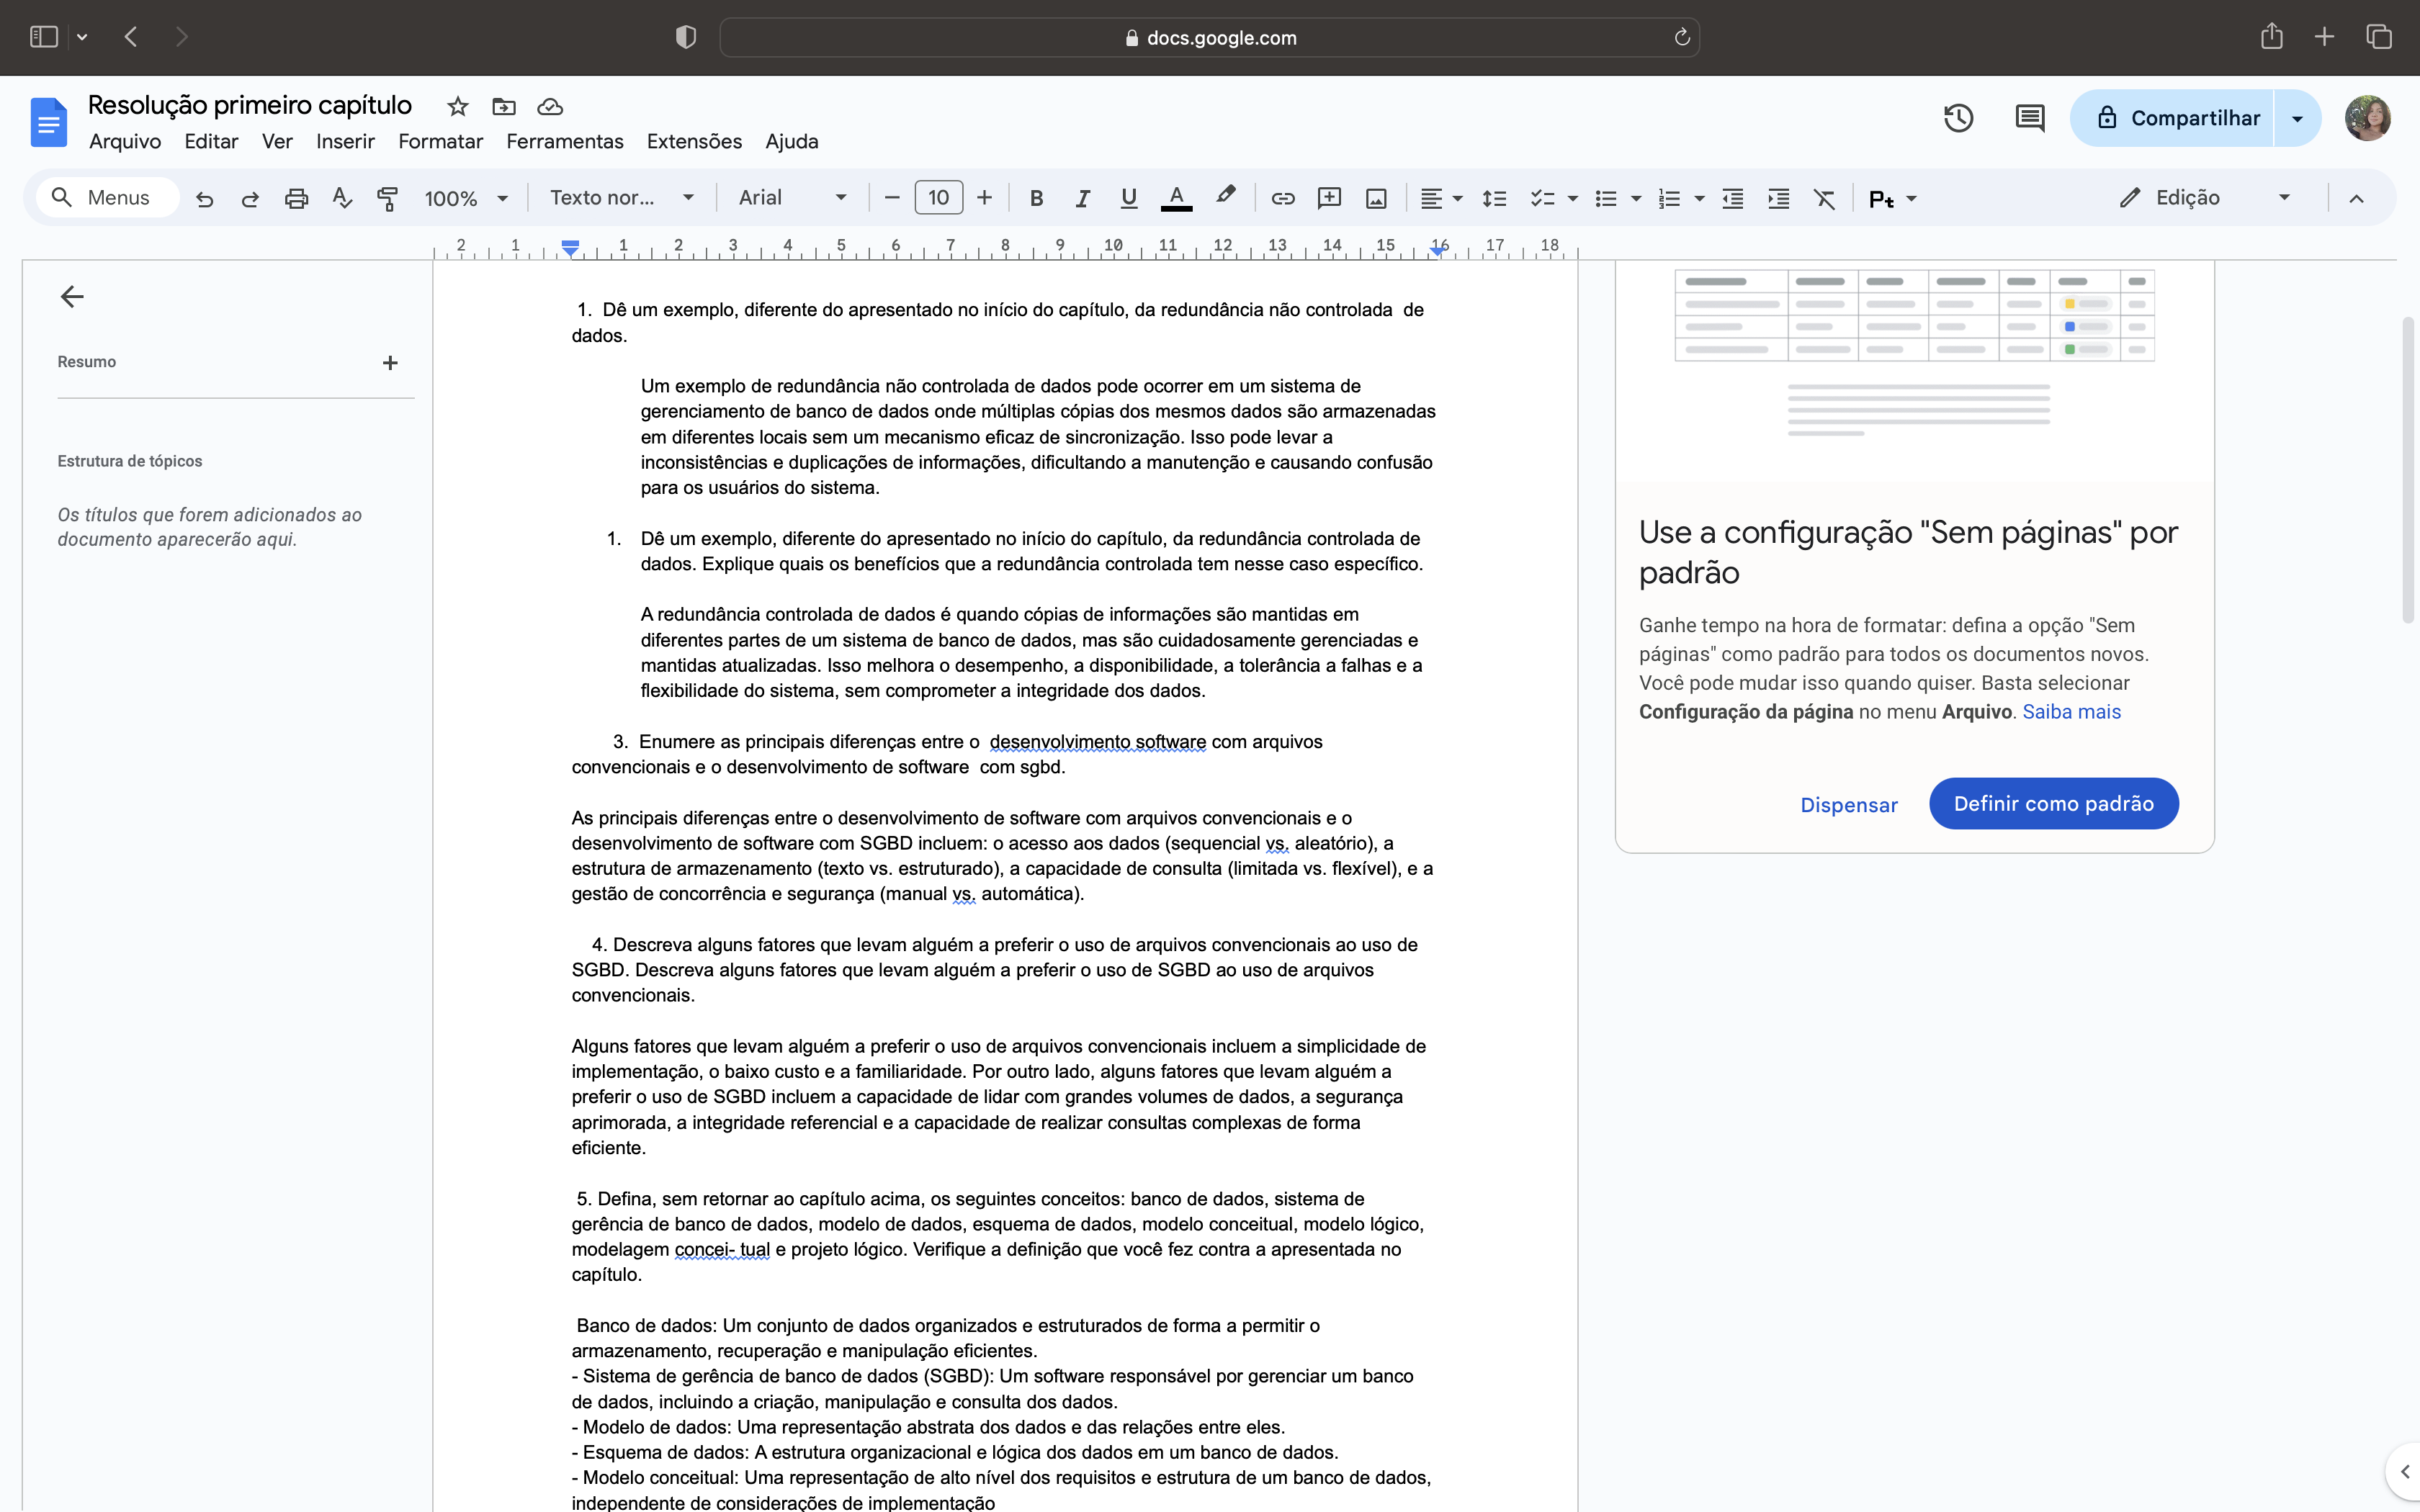 docs.google.com
Resolução primeiro capítulo
Arquivo Editar Ver Inserir Formatar Ferramentas Extensões Ajuda
Compartilhar
Menus 100% Texto nor... Arial 10 B I U A Pt Edição
2 1 1 2 3 4 5 6 7 8 9 10 11 12 13 14 15 16 17 18
Resumo
Estrutura de tópicos
Os títulos que forem adicionados ao
documento aparecerão aqui.
1. Dê um exemplo, diferente do apresentado no início do capítulo, da redundância não controlada de
dados.
Um exemplo de redundância não controlada de dados pode ocorrer em um sistema de
gerenciamento de banco de dados onde múltiplas cópias dos mesmos dados são armazenadas
em diferentes locais sem um mecanismo eficaz de sincronização. Isso pode levar a
inconsistências e duplicações de informações, dificultando a manutenção e causando confusão
para os usuários do sistema.
1. Dê um exemplo, diferente do apresentado no início do capítulo, da redundância controlada de
dados. Explique quais os benefícios que a redundância controlada tem nesse caso específico.
A redundância controlada de dados é quando cópias de informações são mantidas em
diferentes partes de um sistema de banco de dados, mas são cuidadosamente gerenciadas e
mantidas atualizadas. Isso melhora o desempenho, a disponibilidade, a tolerância a falhas e a
flexibilidade do sistema, sem comprometer a integridade dos dados.
3. Enumere as principais diferenças entre o desenvolvimento software com arquivos
convencionais e o desenvolvimento de software com sgbd.
As principais diferenças entre o desenvolvimento de software com arquivos convencionais e o
desenvolvimento de software com SGBD incluem: o acesso aos dados (sequencial vs. aleatório), a
estrutura de armazenamento (texto vs. estruturado), a capacidade de consulta (limitada vs. flexível), e a
gestão de concorrência e segurança (manual vs. automática).
4. Descreva alguns fatores que levam alguém a preferir o uso de arquivos convencionais ao uso de
SGBD. Descreva alguns fatores que levam alguém a preferir o uso de SGBD ao uso de arquivos
convencionais.
Alguns fatores que levam alguém a preferir o uso de arquivos convencionais incluem a simplicidade de
implementação, o baixo custo e a familiaridade. Por outro lado, alguns fatores que levam alguém a
preferir o uso de SGBD incluem a capacidade de lidar com grandes volumes de dados, a segurança
aprimorada, a integridade referencial e a capacidade de realizar consultas complexas de forma
eficiente.
5. Defina, sem retornar ao capítulo acima, os seguintes conceitos: banco de dados, sistema de
gerência de banco de dados, modelo de dados, esquema de dados, modelo conceitual, modelo lógico,
modelagem concei- tual e projeto lógico. Verifique a definição que você fez contra a apresentada no
capítulo.
Banco de dados: Um conjunto de dados organizados e estruturados de forma a permitir o
armazenamento, recuperação e manipulação eficientes.
- Sistema de gerência de banco de dados (SGBD): Um software responsável por gerenciar um banco
de dados, incluindo a criação, manipulação e consulta dos dados.
- Modelo de dados: Uma representação abstrata dos dados e das relações entre eles.
- Esquema de dados: A estrutura organizacional e lógica dos dados em um banco de dados.
- Modelo conceitual: Uma representação de alto nível dos requisitos e estrutura de um banco de dados,
independente de considerações de implementação
Use a configuração "Sem páginas" por
padrão
Ganhe tempo na hora de formatar: defina a opção "Sem
páginas" como padrão para todos os documentos novos.
Você pode mudar isso quando quiser. Basta selecionar
Configuração da página no menu Arquivo. Saiba mais
Dispensar Definir como padrão